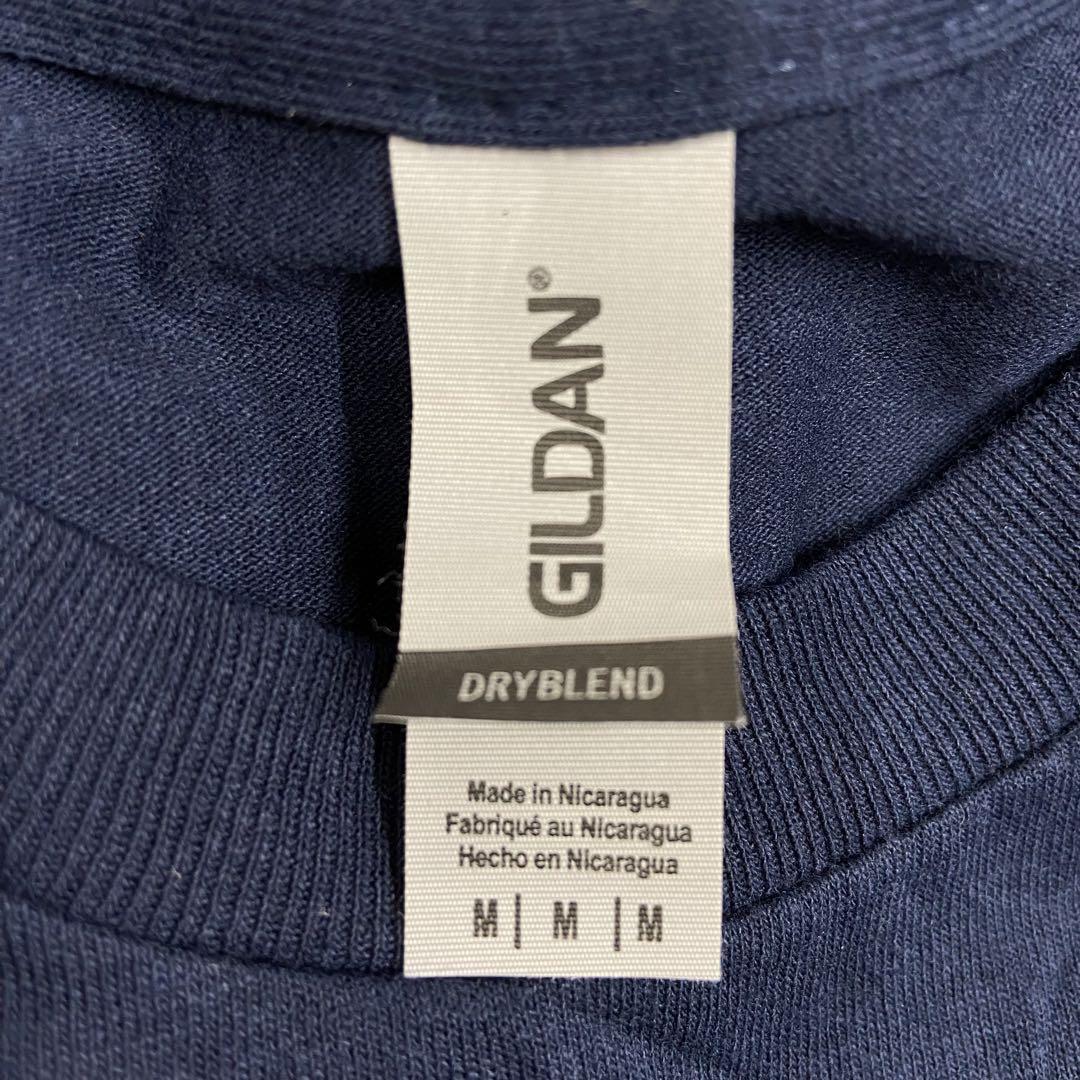 GILDAN®
DRYBLEND
Made in Nicaragua
Fabriqué au Nicaragua
Hecho en Nicaragua
M | M | M